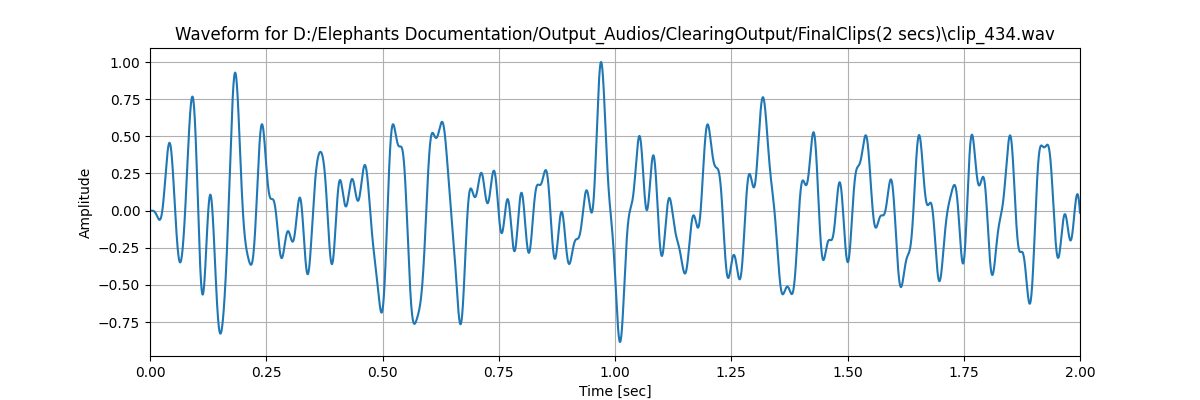 Waveform for D:/Elephants Documentation/Output_Audios/ClearingOutput/FinalClips(2 secs)\clip_434.wav
1.00
0.75
0.50
0.25
0.00
−0.25
−0.50
−0.75
Amplitude
0.00 0.25 0.50 0.75 1.00 1.25 1.50 1.75 2.00
Time [sec]